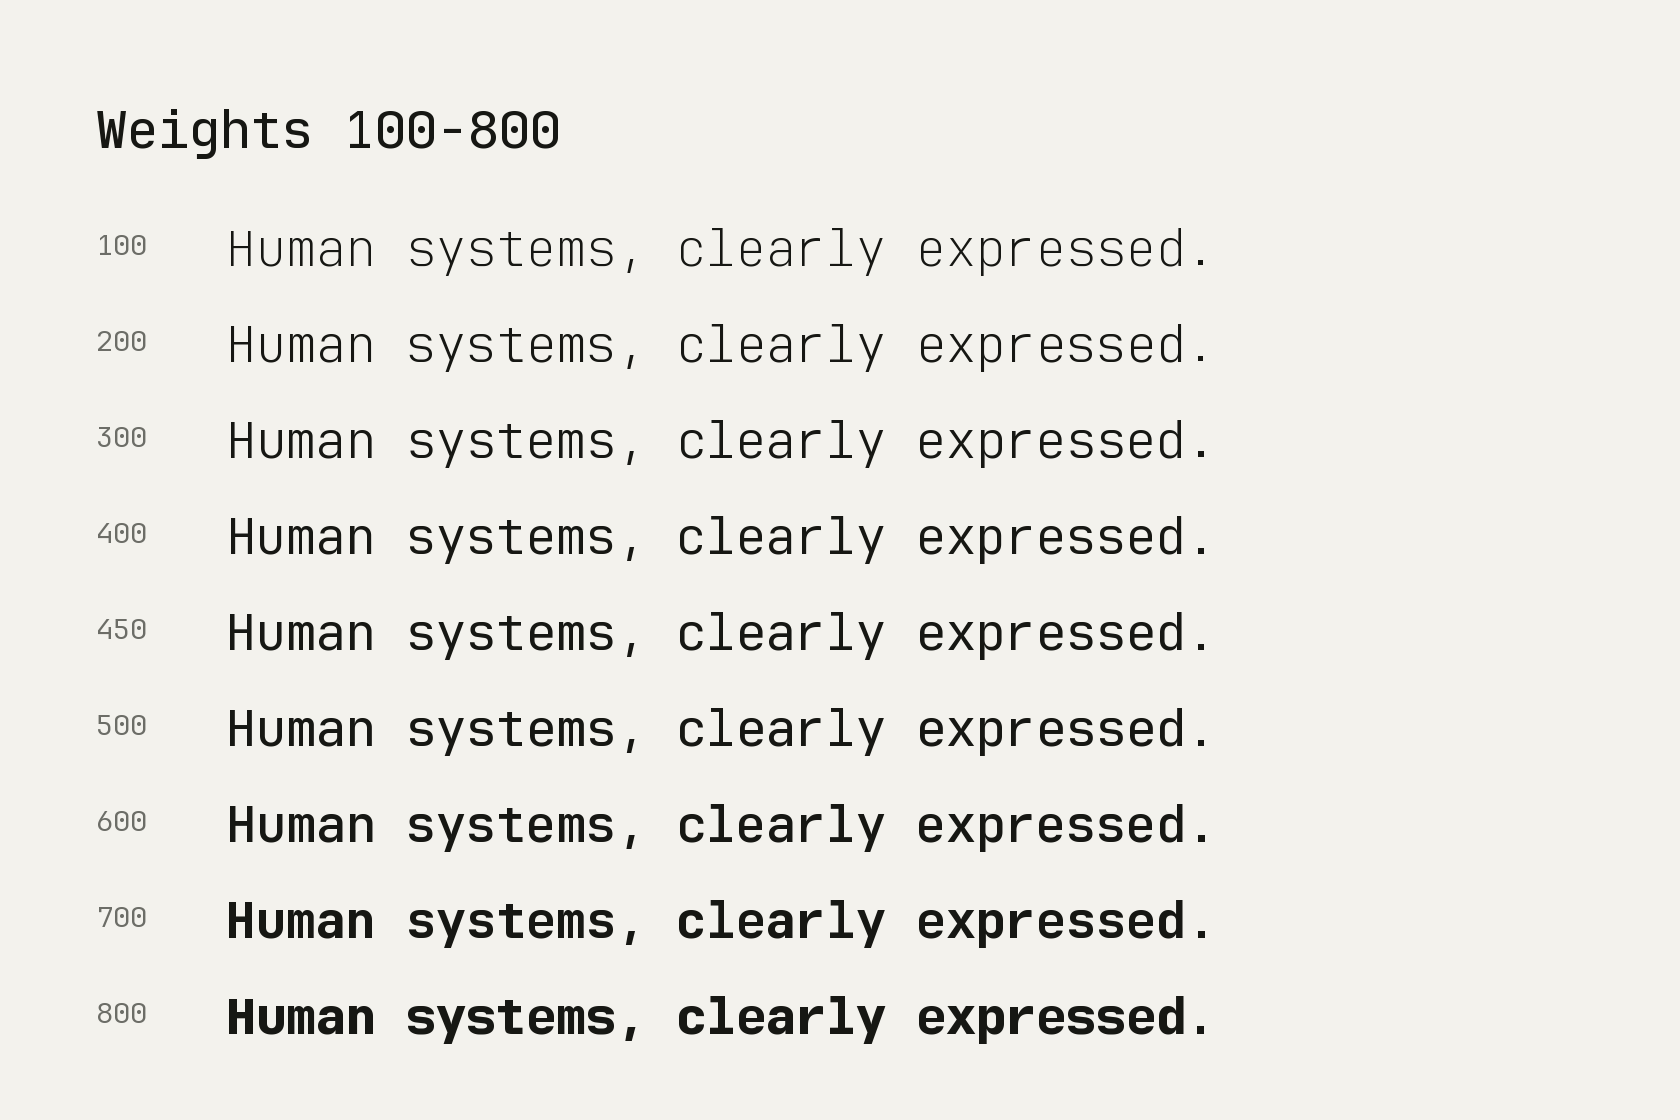 Weights 100-800
100 Human systems, clearly expressed.
200 Human systems, clearly expressed.
300 Human systems, clearly expressed.
400 Human systems, clearly expressed.
450 Human systems, clearly expressed.
500 Human systems, clearly expressed.
600 Human systems, clearly expressed.
700 Human systems, clearly expressed.
800 Human systems, clearly expressed.